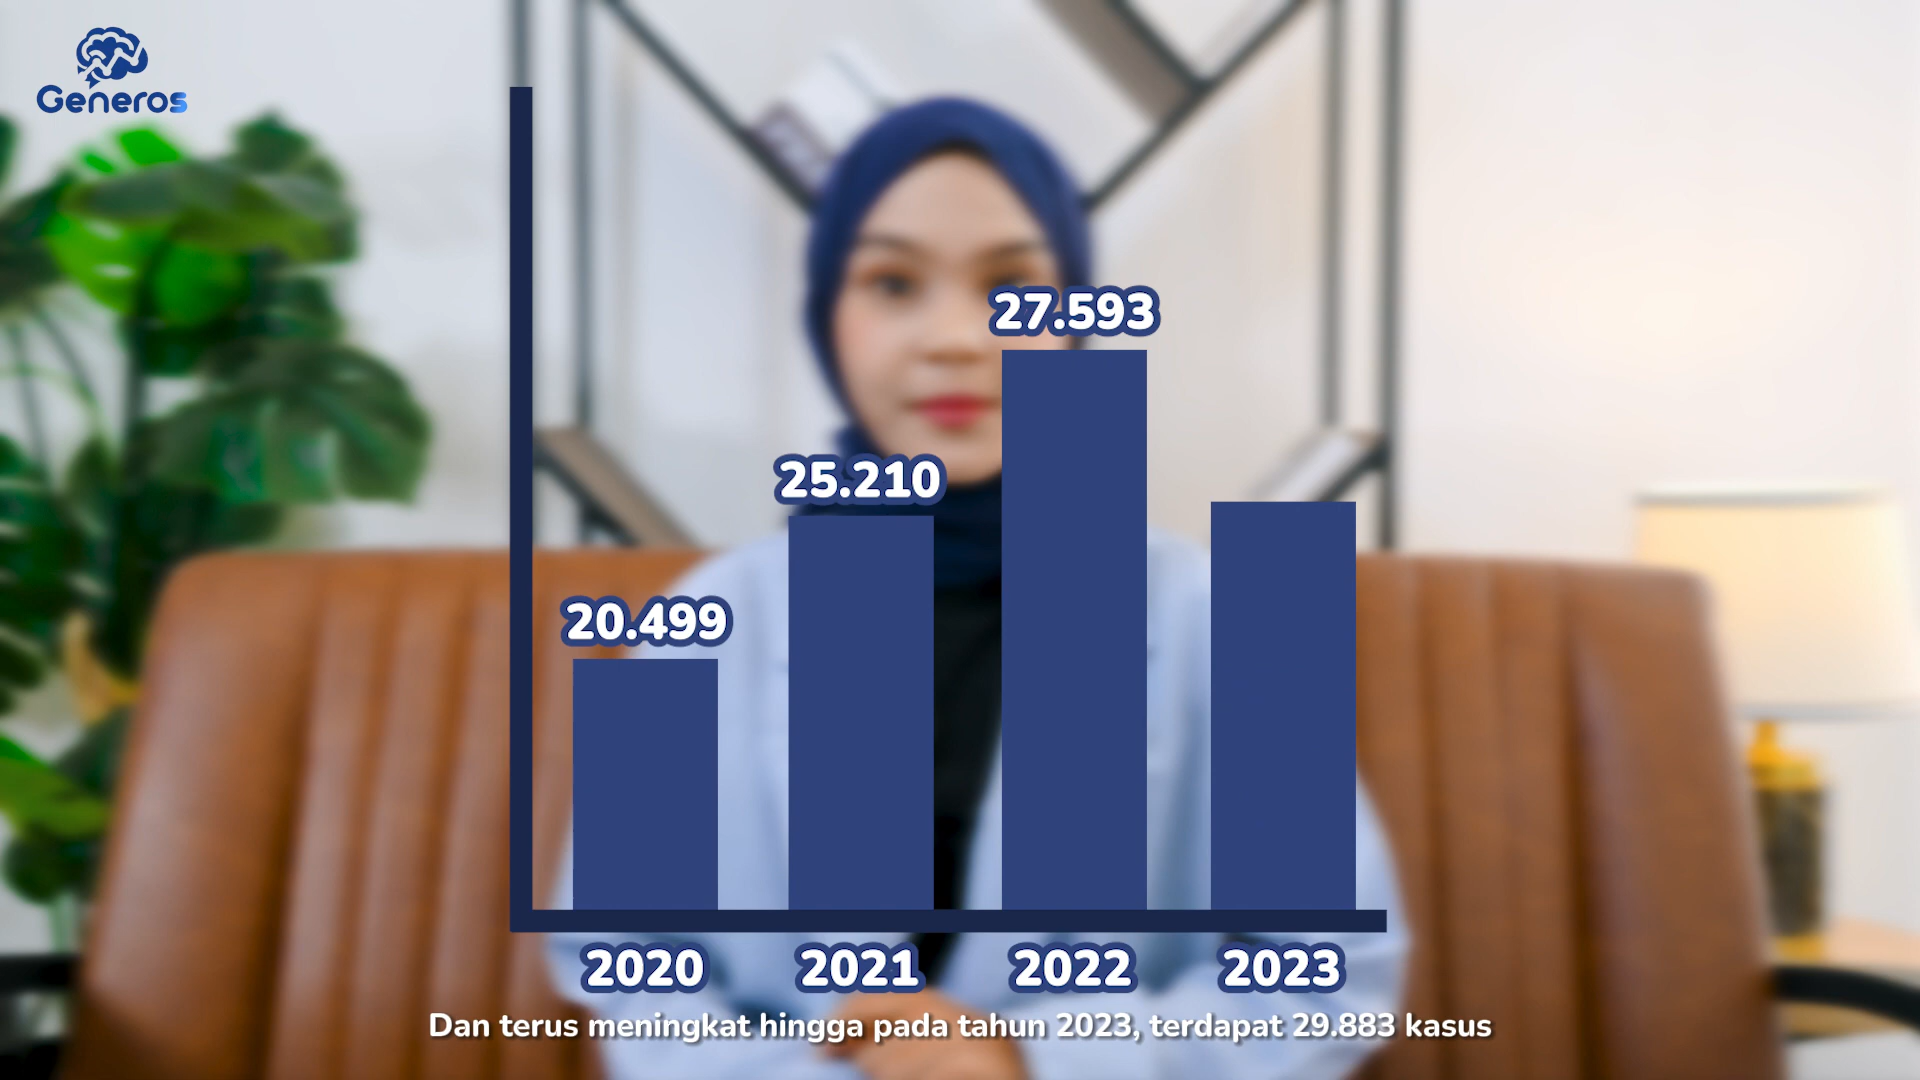 Generos
27.593
25.210
20.499
2020 2021 2022 2023
Dan terus meningkat hingga pada tahun 2023, terdapat 29.883 kasus